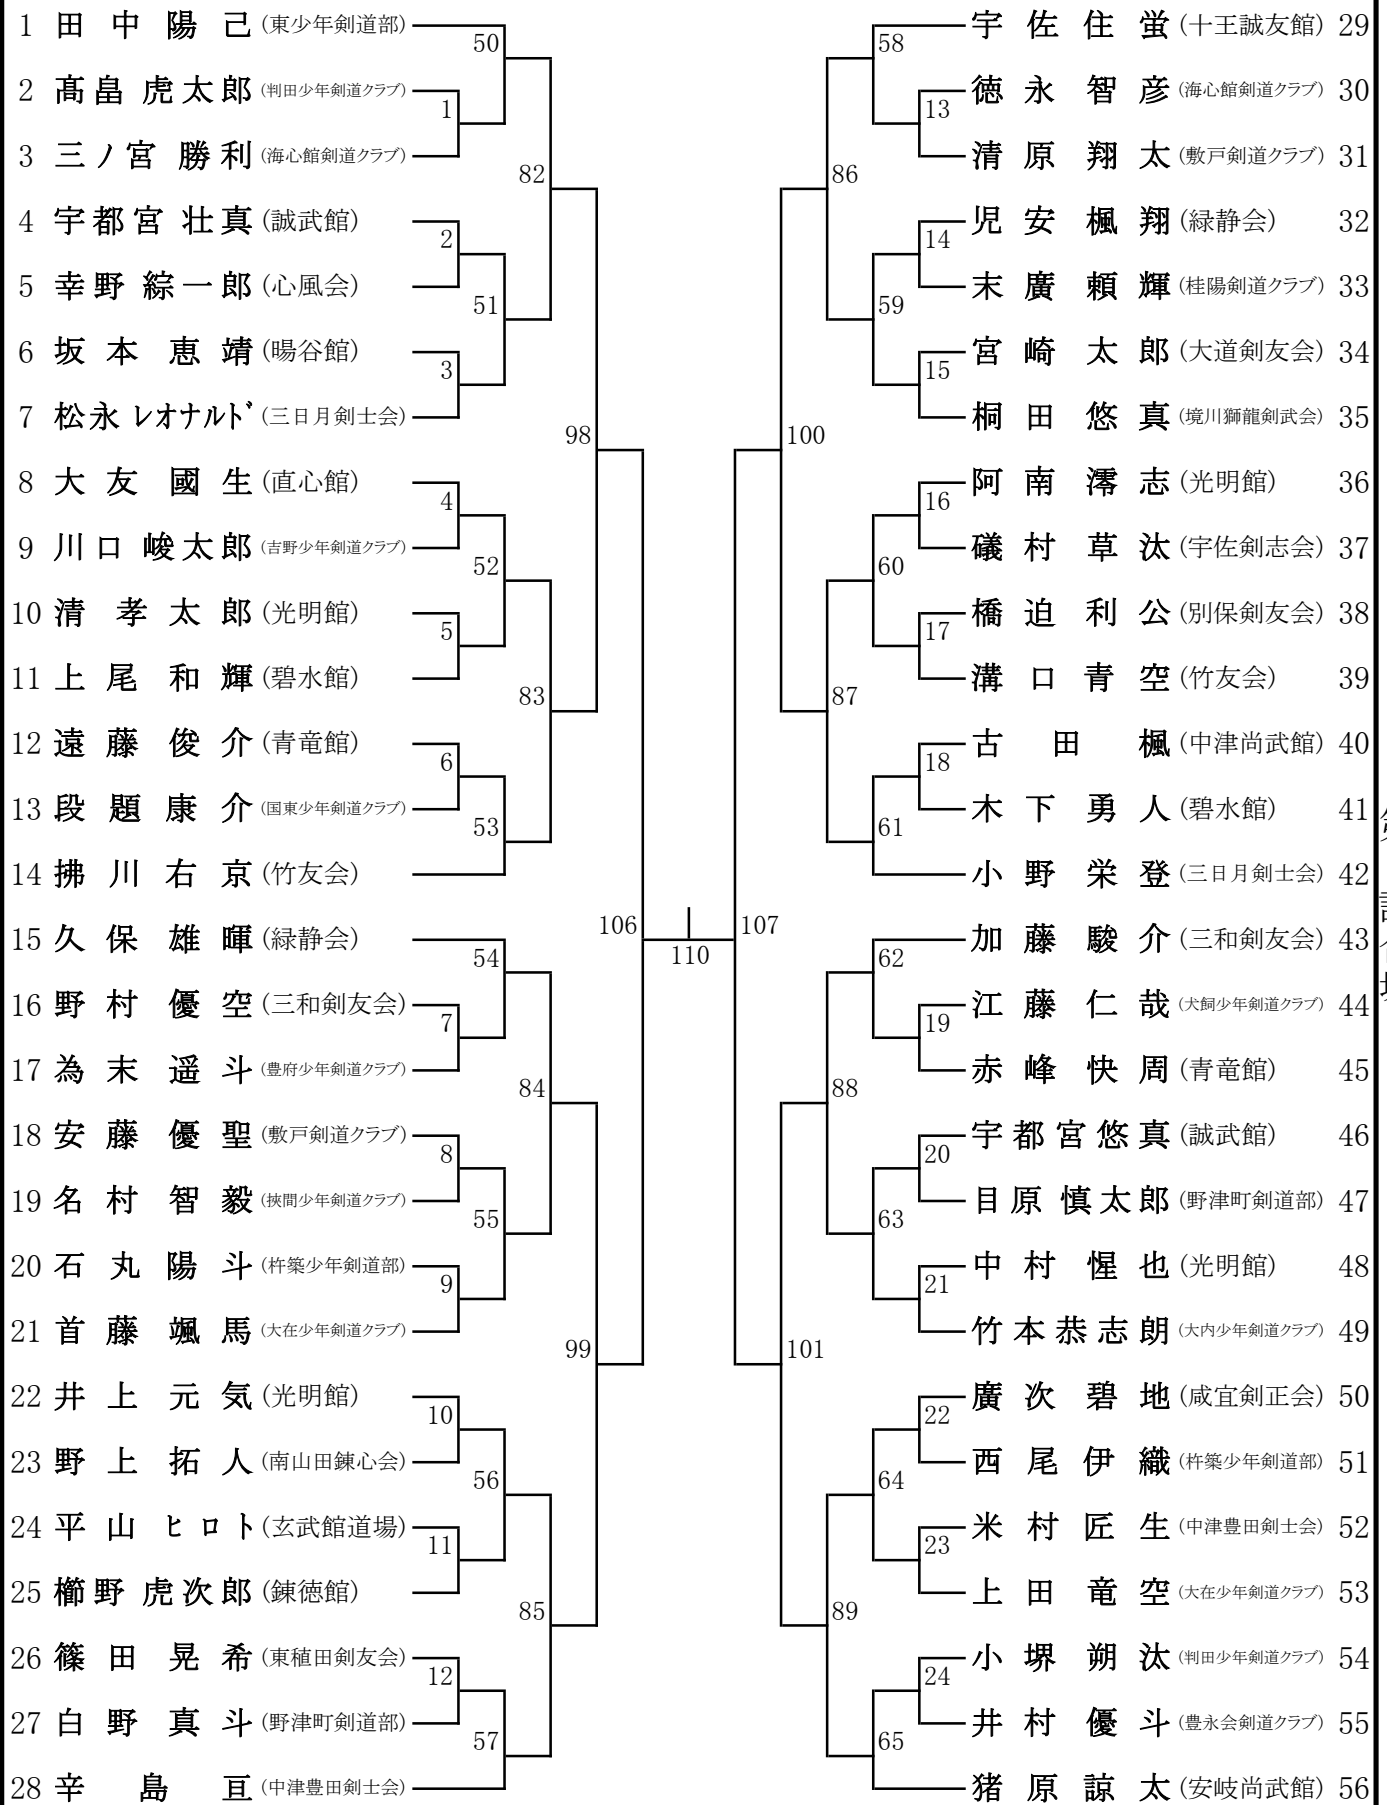 1 田中陽己 (東少年剣道部)
2 髙畠虎太郎 (判田少年剣道クラブ)
3 三ノ宮勝利 (海心館剣道クラブ)
4 宇都宮壮真 (誠武館)
5 幸野綜一郎 (心風会)
6 坂本恵靖 (暘谷館)
7 松永レオナルド (三日月剣士会)
8 大友國生 (直心館)
9 川口峻太郎 (吉野少年剣道クラブ)
10 清孝太郎 (光明館)
11 上尾和輝 (碧水館)
12 遠藤俊介 (青竜館)
13 段題康介 (国東少年剣道クラブ)
14 拂川右京 (竹友会)
15 久保雄暉 (緑静会)
16 野村優空 (三和剣友会)
17 為末遥斗 (豊府少年剣道クラブ)
18 安藤優聖 (敷戸剣道クラブ)
19 名村智毅 (挾間少年剣道クラブ)
20 石丸陽斗 (杵築少年剣道部)
21 首藤颯馬 (大在少年剣道クラブ)
22 井上元気 (光明館)
23 野上拓人 (南山田錬心会)
24 平山ヒロト (玄武館道場)
25 櫛野虎次郎 (錬徳館)
26 篠田晃希 (東稙田剣友会)
27 白野真斗 (野津町剣道部)
28 辛島亘 (中津豊田剣士会)
50
1
82
2
51
3
98
4
52
5
83
6
53
106
54
7
84
8
55
9
99
10
56
11
85
12
57
110
58
13
86
14
59
15
100
16
60
17
87
18
61
107
62
19
88
20
63
21
101
22
64
23
89
24
65
宇佐住蛍 (十王誠友館) 29
徳永智彦 (海心館剣道クラブ) 30
清原翔太 (敷戸剣道クラブ) 31
児安楓翔 (緑静会) 32
末廣頼輝 (桂陽剣道クラブ) 33
宮崎太郎 (大道剣友会) 34
桐田悠真 (境川獅龍剣武会) 35
阿南澪志 (光明館) 36
礒村草汰 (宇佐剣志会) 37
橋迫利公 (別保剣友会) 38
溝口青空 (竹友会) 39
古田楓 (中津尚武館) 40
木下勇人 (碧水館) 41
小野栄登 (三日月剣士会) 42
加藤駿介 (三和剣友会) 43
江藤仁哉 (犬飼少年剣道クラブ) 44
赤峰快周 (青竜館) 45
宇都宮悠真 (誠武館) 46
目原慎太郎 (野津町剣道部) 47
中村惺也 (光明館) 48
竹本恭志朗 (大内少年剣道クラブ) 49
廣次碧地 (咸宜剣正会) 50
西尾伊織 (杵築少年剣道部) 51
米村匠生 (中津豊田剣士会) 52
上田竜空 (大在少年剣道クラブ) 53
小堺朔汰 (判田少年剣道クラブ) 54
井村優斗 (豊永会剣道クラブ) 55
猪原諒太 (安岐尚武館) 56